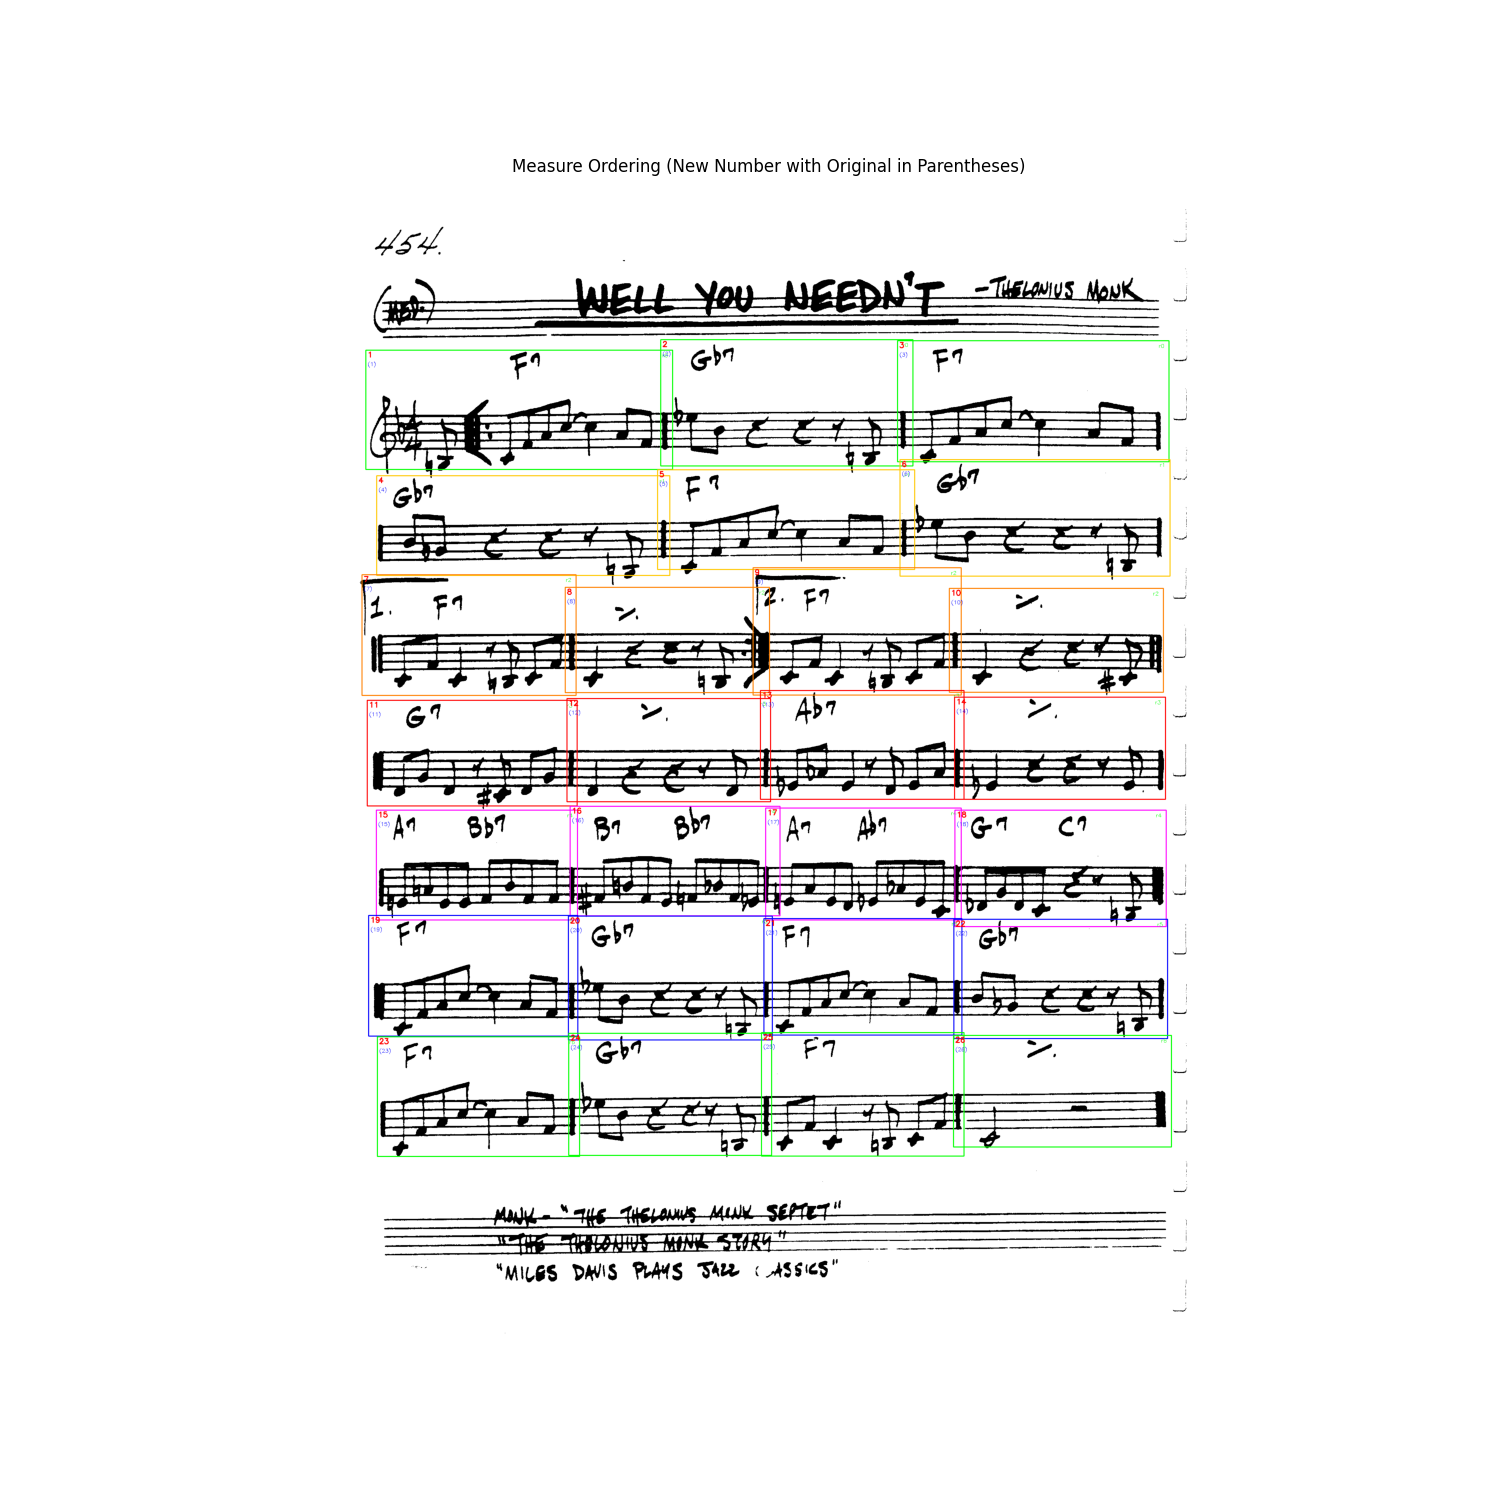 Measure Ordering (New Number with Original in Parentheses)
454.
(MED.) WELL YOU NEEDN'T -THELONIUS MONK
1 2 3
(1) (2) (3)
F7 Gb7 F7
4 5 6
(4) (5) (6)
Gb7 F7 Gb7
7 8 9 10
(7) (8) (9) (10)
1. F7 2. F7
11 12 13 14
(11) (12) (13) (14)
G7 Ab7
15 16 17 18
(15) (16) (17) (18)
A7 Bb7 B7 Bb7 A7 Ab7 G7 C7
19 20 21 22
(19) (20) (21) (22)
F7 Gb7 F7 Gb7
23 24 25 26
(23) (24) (25) (26)
F7 Gb7 F7
MONK - "THE THELONIUS MONK SEPTET"
"THE THELONIUS MONK STORY"
"MILES DAVIS PLAYS JAZZ CLASSICS"